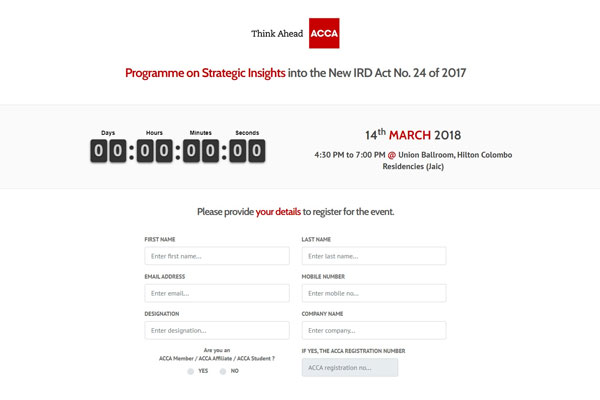 Think Ahead ACCA
Programme on Strategic Insights into the New IRD Act No. 24 of 2017
Days Hours Minutes Seconds
00:00:00:00
14th MARCH 2018
4:30 PM to 7:00 PM @ Union Ballroom, Hilton Colombo
Residencies (Jaic)
Please provide your details to register for the event.
FIRST NAME LAST NAME
Enter first name... Enter last name...
EMAIL ADDRESS MOBILE NUMBER
Enter email... Enter mobile no...
DESIGNATION COMPANY NAME
Enter designation... Enter company...
Are you an
ACCA Member / ACCA Affiliate / ACCA Student ?
YES NO
IF YES, THE ACCA REGISTRATION NUMBER
ACCA registration no...